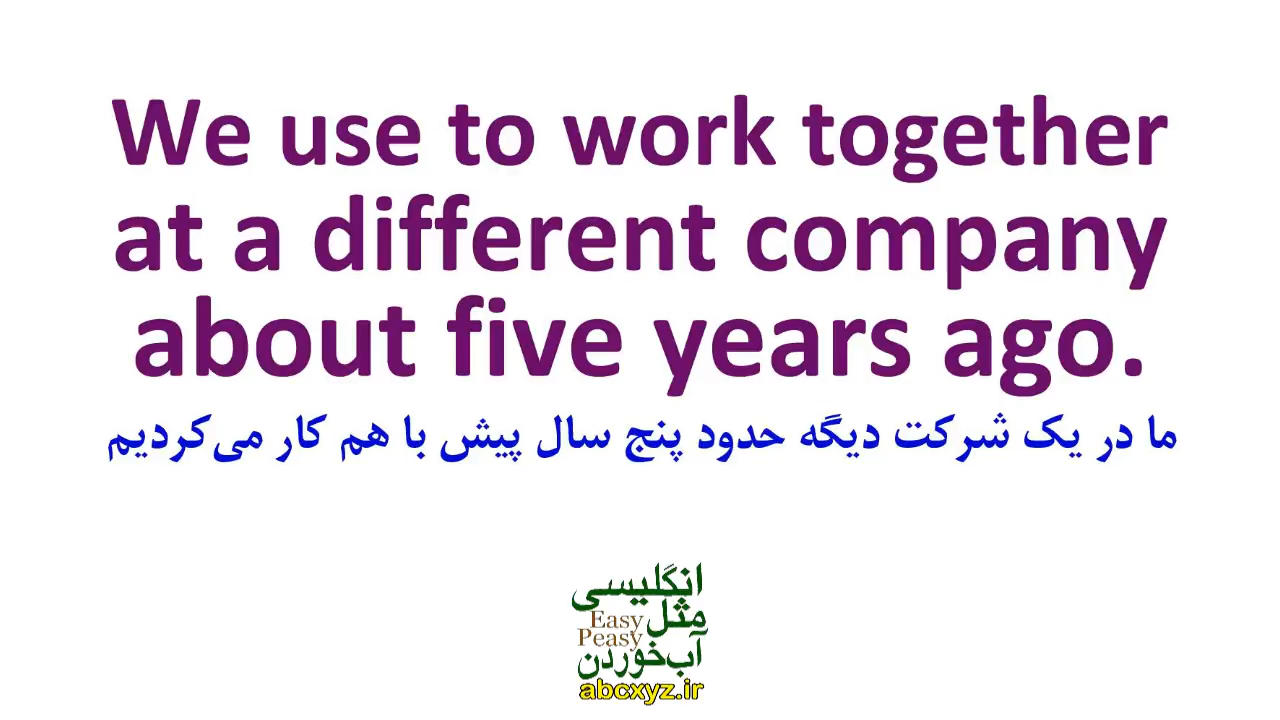 We use to work together
at a different company
about five years ago.
ما در یک شرکت دیگه حدود پنج سال پیش با هم کار می‌کردیم
انگلیسی
مثل
Easy
Peasy
آب‌خوردن
abcxyz.ir